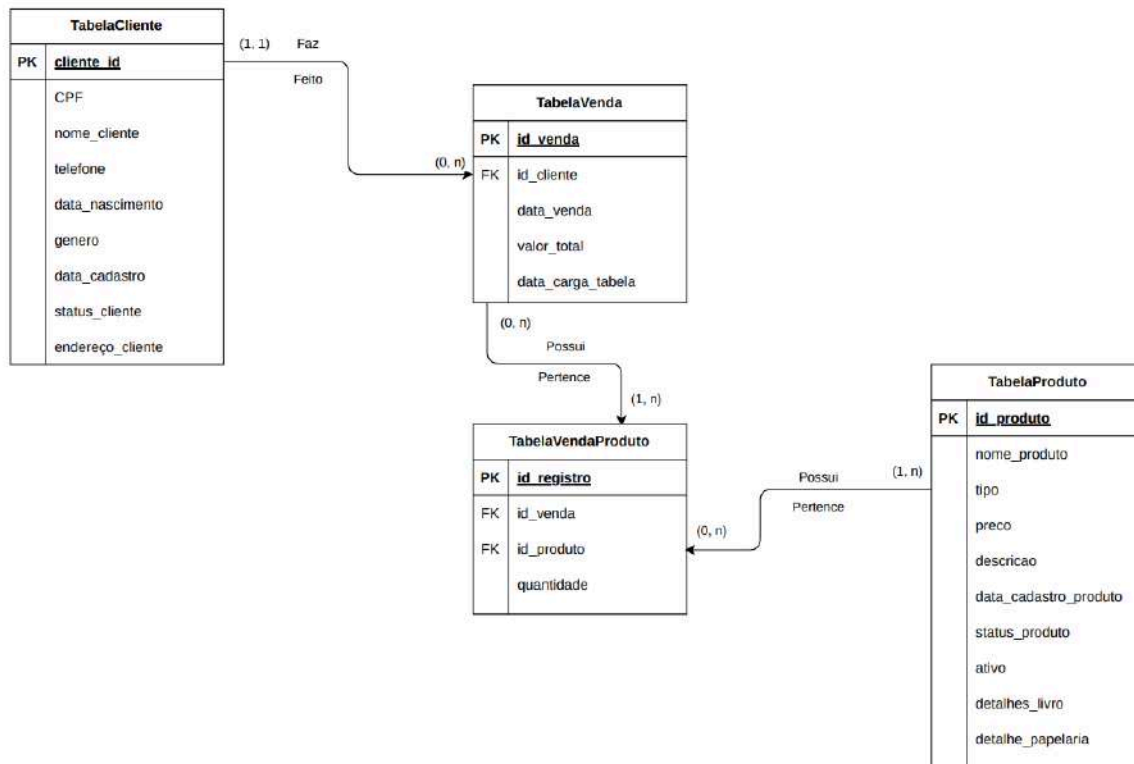 TabelaCliente
PK cliente_id
CPF
nome_cliente
telefone
data_nascimento
genero
data_cadastro
status_cliente
endereço_cliente
(1, 1) Faz
Feito
(0, n)
TabelaVenda
PK id_venda
FK id_cliente
data_venda
valor_total
data_carga_tabela
(0, n)
Possui
Pertence
(1, n)
TabelaVendaProduto
PK id_registro
FK id_venda
FK id_produto
quantidade
Possui (1, n)
Pertence
(0, n)
TabelaProduto
PK id_produto
nome_produto
tipo
preco
descricao
data_cadastro_produto
status_produto
ativo
detalhes_livro
detalhe_papelaria